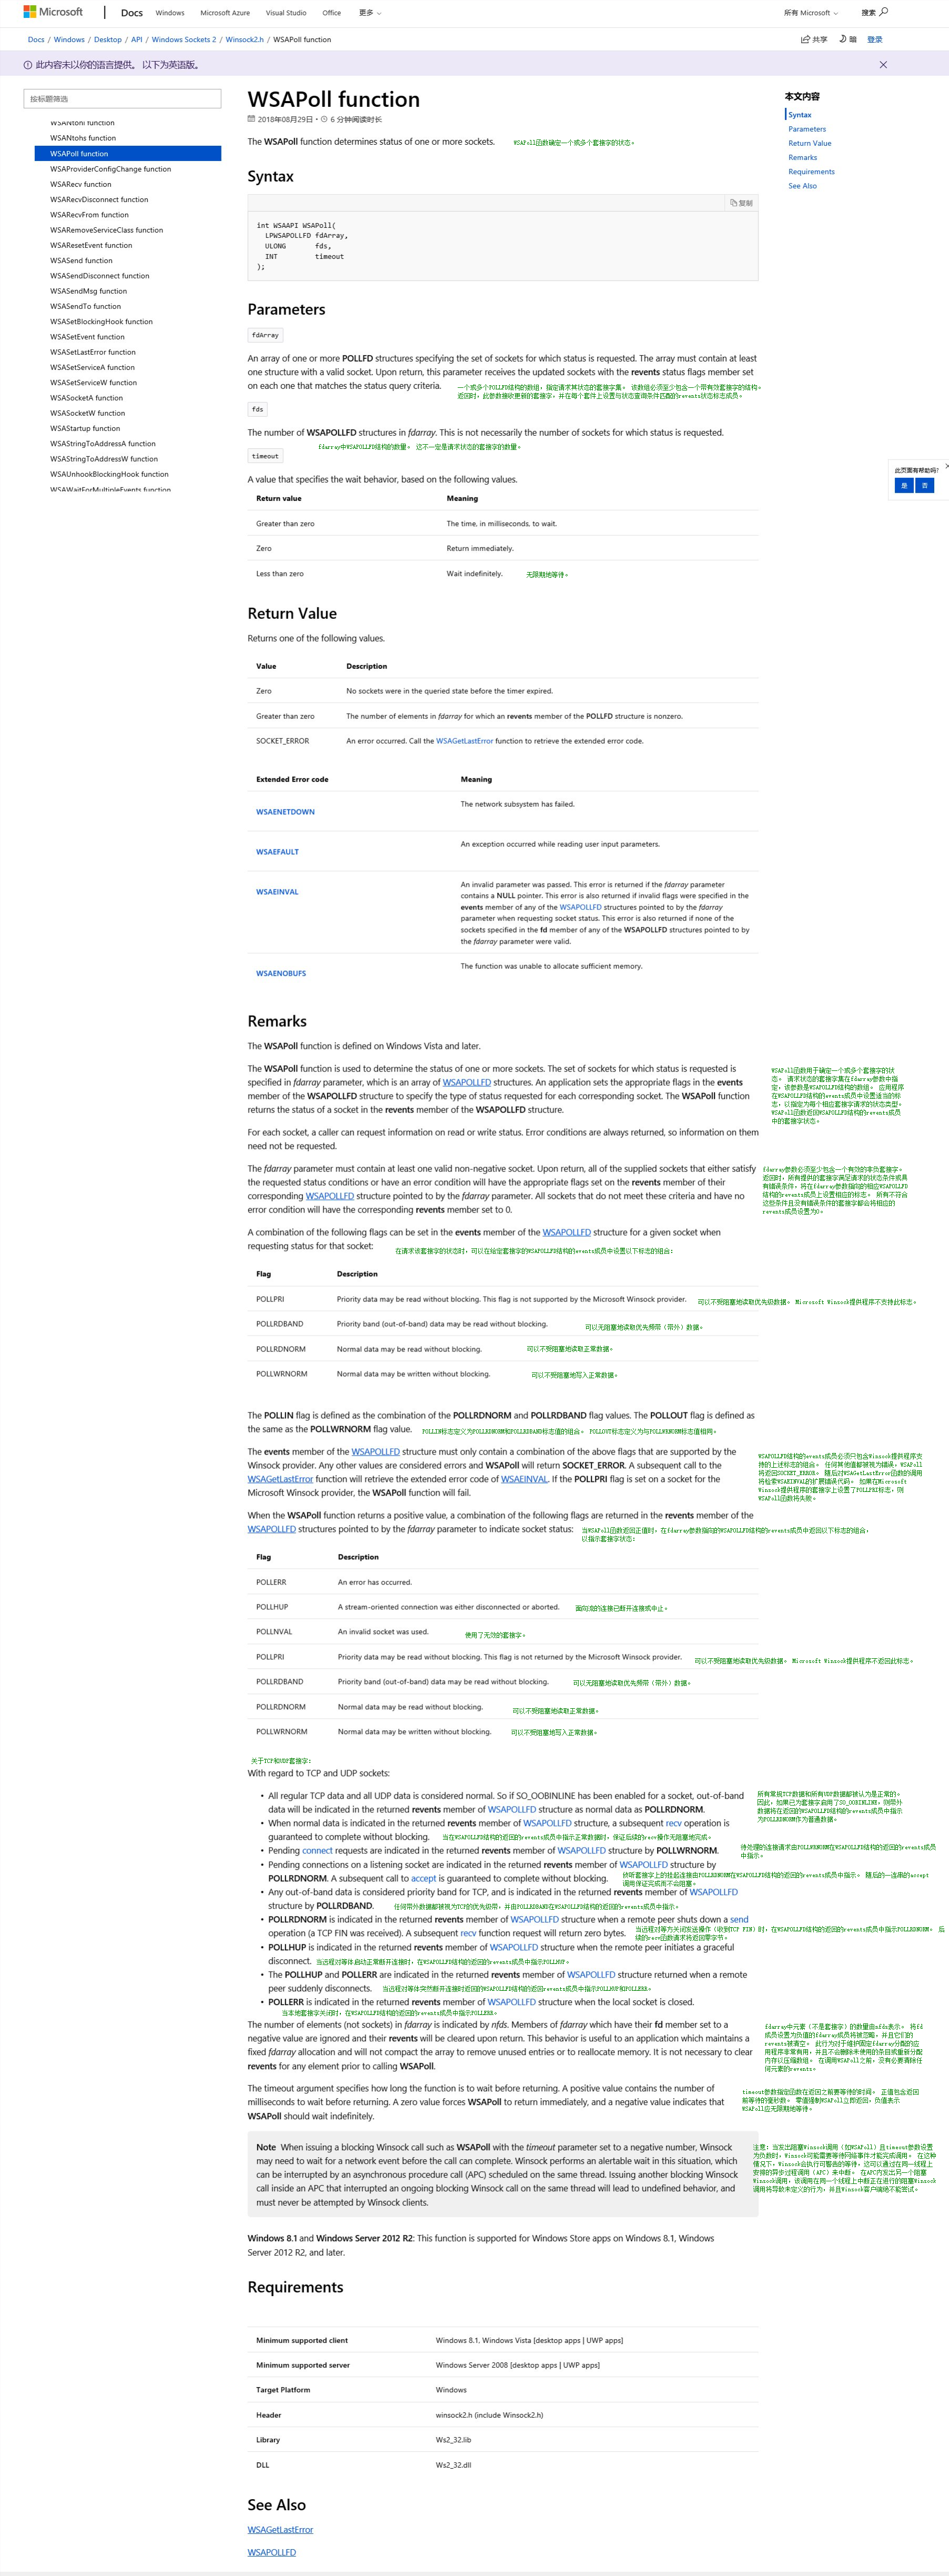 Microsoft | Docs Windows Microsoft Azure Visual Studio Office 更多 所有 Microsoft 搜索
Docs / Windows / Desktop / API / Windows Sockets 2 / Winsock2.h / WSAPoll function 共享 暗 登录
此内容未以你的语言提供。 以下为英语版。
按标题筛选
WSANtohl function
WSANtohs function
WSAPoll function
WSAProviderConfigChange function
WSARecv function
WSARecvDisconnect function
WSARecvFrom function
WSARemoveServiceClass function
WSAResetEvent function
WSASend function
WSASendDisconnect function
WSASendMsg function
WSASendTo function
WSASetBlockingHook function
WSASetEvent function
WSASetLastError function
WSASetServiceA function
WSASetServiceW function
WSASocketA function
WSASocketW function
WSAStartup function
WSAStringToAddressA function
WSAStringToAddressW function
WSAUnhookBlockingHook function
WSAWaitForMultipleEvents function
WSAPoll function
2018年08月29日 • 6 分钟阅读时长
The WSAPoll function determines status of one or more sockets.
WSAPoll函数确定一个或多个套接字的状态。
Syntax
复制
int WSAAPI WSAPoll(
LPWSAPOLLFD fdArray,
ULONG fds,
INT timeout
);
Parameters
fdArray
An array of one or more POLLFD structures specifying the set of sockets for which status is requested. The array must contain at least
one structure with a valid socket. Upon return, this parameter receives the updated sockets with the revents status flags member set
on each one that matches the status query criteria.
一个或多个POLLFD结构的数组，指定请求其状态的套接字集。 该数组必须至少包含一个带有效套接字的结构。
返回时，此参数接收更新的套接字，并在每个套件上设置与状态查询条件匹配的revents状态标志成员。
fds
The number of WSAPOLLFD structures in fdarray. This is not necessarily the number of sockets for which status is requested.
fdarray中WSAPOLLFD结构的数量。 这不一定是请求状态的套接字的数量。
timeout
A value that specifies the wait behavior, based on the following values.
Return value Meaning
Greater than zero The time, in milliseconds, to wait.
Zero Return immediately.
Less than zero Wait indefinitely. 无限期地等待。
Return Value
Returns one of the following values.
Value Description
Zero No sockets were in the queried state before the timer expired.
Greater than zero The number of elements in fdarray for which an revents member of the POLLFD structure is nonzero.
SOCKET_ERROR An error occurred. Call the WSAGetLastError function to retrieve the extended error code.
Extended Error code Meaning
WSAENETDOWN The network subsystem has failed.
WSAEFAULT An exception occurred while reading user input parameters.
WSAEINVAL An invalid parameter was passed. This error is returned if the fdarray parameter
contains a NULL pointer. This error is also returned if invalid flags were specified in the
events member of any of the WSAPOLLFD structures pointed to by the fdarray
parameter when requesting socket status. This error is also returned if none of the
sockets specified in the fd member of any of the WSAPOLLFD structures pointed to by
the fdarray parameter were valid.
WSAENOBUFS The function was unable to allocate sufficient memory.
Remarks
The WSAPoll function is defined on Windows Vista and later.
The WSAPoll function is used to determine the status of one or more sockets. The set of sockets for which status is requested is
specified in fdarray parameter, which is an array of WSAPOLLFD structures. An application sets the appropriate flags in the events
member of the WSAPOLLFD structure to specify the type of status requested for each corresponding socket. The WSAPoll function
returns the status of a socket in the revents member of the WSAPOLLFD structure.
WSAPoll函数用于确定一个或多个套接字的状
态。 请求状态的套接字集在fdarray参数中指
定，该参数是WSAPOLLFD结构的数组。 应用程序
在WSAPOLLFD结构的events成员中设置适当的标
志，以指定为每个相应套接字请求的状态类型。
WSAPoll函数返回WSAPOLLFD结构的revents成员
中的套接字状态。
For each socket, a caller can request information on read or write status. Error conditions are always returned, so information on them
need not be requested.
The fdarray parameter must contain at least one valid non-negative socket. Upon return, all of the supplied sockets that either satisfy
the requested status conditions or have an error condition will have the appropriate flags set on the revents member of their
corresponding WSAPOLLFD structure pointed to by the fdarray parameter. All sockets that do not meet these criteria and have no
error condition will have the corresponding revents member set to 0.
fdarray参数必须至少包含一个有效的非负套接字。
返回时，所有提供的套接字满足请求的状态条件或具
有错误条件，将在fdarray参数指向的相应WSAPOLLFD
结构的revents成员上设置相应的标志。 所有不符合
这些条件且没有错误条件的套接字都会将相应的
revents成员设置为0。
A combination of the following flags can be set in the events member of the WSAPOLLFD structure for a given socket when
requesting status for that socket:
在请求该套接字的状态时，可以在给定套接字的WSAPOLLFD结构的events成员中设置以下标志的组合：
Flag Description
POLLPRI Priority data may be read without blocking. This flag is not supported by the Microsoft Winsock provider. 可以不受阻塞地读取优先级数据。 Microsoft Winsock提供程序不支持此标志。
POLLRDBAND Priority band (out-of-band) data may be read without blocking. 可以无阻塞地读取优先频带（带外）数据。
POLLRDNORM Normal data may be read without blocking. 可以不受阻塞地读取正常数据。
POLLWRNORM Normal data may be written without blocking. 可以不受阻塞地写入正常数据。
The POLLIN flag is defined as the combination of the POLLRDNORM and POLLRDBAND flag values. The POLLOUT flag is defined as
the same as the POLLWRNORM flag value.
POLLIN标志定义为POLLRDNORM和POLLRDBAND标志值的组合。 POLLOUT标志定义为与POLLWRNORM标志值相同。
The events member of the WSAPOLLFD structure must only contain a combination of the above flags that are supported by the
Winsock provider. Any other values are considered errors and WSAPoll will return SOCKET_ERROR. A subsequent call to the
WSAGetLastError function will retrieve the extended error code of WSAEINVAL. If the POLLPRI flag is set on a socket for the
Microsoft Winsock provider, the WSAPoll function will fail.
WSAPOLLFD结构的events成员必须只包含Winsock提供程序支
持的上述标志的组合。 任何其他值都被视为错误，WSAPoll
将返回SOCKET_ERROR。 随后对WSAGetLastError函数的调用
将检索WSAEINVAL的扩展错误代码。 如果在Microsoft
Winsock提供程序的套接字上设置了POLLPRI标志，则
WSAPoll函数将失败。
When the WSAPoll function returns a positive value, a combination of the following flags are returned in the revents member of the
WSAPOLLFD structures pointed to by the fdarray parameter to indicate socket status:
当WSAPoll函数返回正值时，在fdarray参数指向的WSAPOLLFD结构的revents成员中返回以下标志的组合，
以指示套接字状态：
Flag Description
POLLERR An error has occurred.
POLLHUP A stream-oriented connection was either disconnected or aborted. 面向流的连接已断开连接或中止。
POLLNVAL An invalid socket was used. 使用了无效的套接字。
POLLPRI Priority data may be read without blocking. This flag is not returned by the Microsoft Winsock provider. 可以不受阻塞地读取优先级数据。 Microsoft Winsock提供程序不返回此标志。
POLLRDBAND Priority band (out-of-band) data may be read without blocking. 可以无阻塞地读取优先频带（带外）数据。
POLLRDNORM Normal data may be read without blocking. 可以不受阻塞地读取正常数据。
POLLWRNORM Normal data may be written without blocking. 可以不受阻塞地写入正常数据。
关于TCP和UDP套接字：
With regard to TCP and UDP sockets:
• All regular TCP data and all UDP data is considered normal. So if SO_OOBINLINE has been enabled for a socket, out-of-band
data will be indicated in the returned revents member of WSAPOLLFD structure as normal data as POLLRDNORM.
所有常规TCP数据和所有UDP数据都被认为是正常的。
因此，如果已为套接字启用了SO_OOBINLINE，则带外
数据将在返回的WSAPOLLFD结构的revents成员中指示
为POLLRDNORM作为普通数据。
• When normal data is indicated in the returned revents member of WSAPOLLFD structure, a subsequent recv operation is
guaranteed to complete without blocking. 当在WSAPOLLFD结构的返回的revents成员中指示正常数据时，保证后续的recv操作无阻塞地完成。
• Pending connect requests are indicated in the returned revents member of WSAPOLLFD structure by POLLWRNORM.
待处理的连接请求由POLLWRNORM在WSAPOLLFD结构的返回的revents成员
中指示。
• Pending connections on a listening socket are indicated in the returned revents member of WSAPOLLFD structure by
POLLRDNORM. A subsequent call to accept is guaranteed to complete without blocking.
侦听套接字上的挂起连接由POLLRDNORM在WSAPOLLFD结构的返回的revents成员中指示。 随后的一连串的accept
调用保证完成而不会阻塞。
• Any out-of-band data is considered priority band for TCP, and is indicated in the returned revents member of WSAPOLLFD
structure by POLLRDBAND. 任何带外数据都被视为TCP的优先级带，并由POLLRDBAND在WSAPOLLFD结构的返回的revents成员中指示。
• POLLRDNORM is indicated in the returned revents member of WSAPOLLFD structure when a remote peer shuts down a send
operation (a TCP FIN was received). A subsequent recv function request will return zero bytes.
当远程对等方关闭发送操作（收到TCP FIN）时，在WSAPOLLFD结构的返回的revents成员中指示POLLRDNORM。 后
续的recv函数请求将返回零字节。
• POLLHUP is indicated in the returned revents member of WSAPOLLFD structure when the remote peer initiates a graceful
disconnect. 当远程对等体启动正常断开连接时，在WSAPOLLFD结构的返回的revents成员中指示POLLHUP。
• The POLLHUP and POLLERR are indicated in the returned revents member of WSAPOLLFD structure returned when a remote
peer suddenly disconnects. 当远程对等体突然断开连接时返回的WSAPOLLFD结构的返回revents成员中指示POLLHUP和POLLERR。
• POLLERR is indicated in the returned revents member of WSAPOLLFD structure when the local socket is closed.
当本地套接字关闭时，在WSAPOLLFD结构的返回的revents成员中指示POLLERR。
The number of elements (not sockets) in fdarray is indicated by nfds. Members of fdarray which have their fd member set to a
negative value are ignored and their revents will be cleared upon return. This behavior is useful to an application which maintains a
fixed fdarray allocation and will not compact the array to remove unused entries or to reallocate memory. It is not necessary to clear
revents for any element prior to calling WSAPoll.
fdarray中元素（不是套接字）的数量由nfds表示。 将fd
成员设置为负值的fdarray成员将被忽略，并且它们的
revents被清空。 此行为对于维护固定fdarray分配的应
用程序非常有用，并且不会删除未使用的条目或重新分配
内存以压缩数组。 在调用WSAPoll之前，没有必要清除任
何元素的revents。
The timeout argument specifies how long the function is to wait before returning. A positive value contains the number of
milliseconds to wait before returning. A zero value forces WSAPoll to return immediately, and a negative value indicates that
WSAPoll should wait indefinitely.
timeout参数指定函数在返回之前要等待的时间。 正值包含返回
前等待的毫秒数。 零值强制WSAPoll立即返回，负值表示
WSAPoll应无限期地等待。
Note When issuing a blocking Winsock call such as WSAPoll with the timeout parameter set to a negative number, Winsock
may need to wait for a network event before the call can complete. Winsock performs an alertable wait in this situation, which
can be interrupted by an asynchronous procedure call (APC) scheduled on the same thread. Issuing another blocking Winsock
call inside an APC that interrupted an ongoing blocking Winsock call on the same thread will lead to undefined behavior, and
must never be attempted by Winsock clients.
注意：当发出阻塞Winsock调用（如WSAPoll）且timeout参数设置
为负数时，Winsock可能需要等待网络事件才能完成调用。 在这种
情况下，Winsock会执行可警告的等待，这可以通过在同一线程上
安排的异步过程调用（APC）来中断。 在APC内发出另一个阻塞
Winsock调用，该调用在同一个线程上中断正在进行的阻塞Winsock
调用将导致未定义的行为，并且Winsock客户端绝不能尝试。
Windows 8.1 and Windows Server 2012 R2: This function is supported for Windows Store apps on Windows 8.1, Windows
Server 2012 R2, and later.
Requirements
Minimum supported client Windows 8.1, Windows Vista [desktop apps | UWP apps]
Minimum supported server Windows Server 2008 [desktop apps | UWP apps]
Target Platform Windows
Header winsock2.h (include Winsock2.h)
Library Ws2_32.lib
DLL Ws2_32.dll
See Also
WSAGetLastError
WSAPOLLFD
本文内容
Syntax
Parameters
Return Value
Remarks
Requirements
See Also
此页面有帮助吗?
是 否